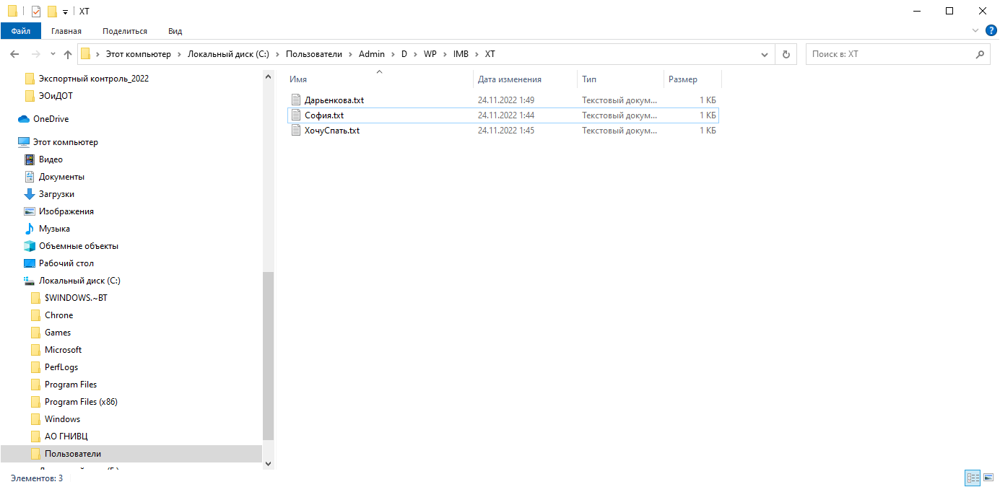 XT
Файл Главная Поделиться Вид
Этот компьютер Локальный диск (C:) Пользователи Admin D WP IMB XT
Поиск в: XT
Экспортный контроль_2022
ЭОиДОТ
OneDrive
Этот компьютер
Видео
Документы
Загрузки
Изображения
Музыка
Объемные объекты
Рабочий стол
Локальный диск (C:)
$WINDOWS.~BT
Chrone
Games
Microsoft
PerfLogs
Program Files
Program Files (x86)
Windows
АО ГНИВЦ
Пользователи
Имя Дата изменения Тип Размер
Дарьенкова.txt 24.11.2022 1:49 Текстовый докум... 1 КБ
София.txt 24.11.2022 1:44 Текстовый докум... 1 КБ
ХочуСпать.txt 24.11.2022 1:45 Текстовый докум... 1 КБ
Элементов: 3